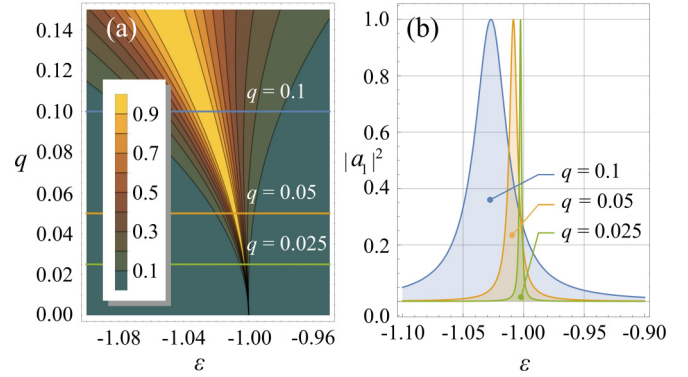 (a)
q
0.14
0.12
0.10
0.08
0.06
0.04
0.02
0.00
0.9
0.7
0.5
0.3
0.1
q = 0.1
q = 0.05
q = 0.025
-1.08 -1.04 -1.00 -0.96
ε
(b)
|a₁|²
1.0
0.8
0.6
0.4
0.2
0.0
q = 0.1
q = 0.05
q = 0.025
-1.10 -1.05 -1.00 -0.95 -0.90
ε